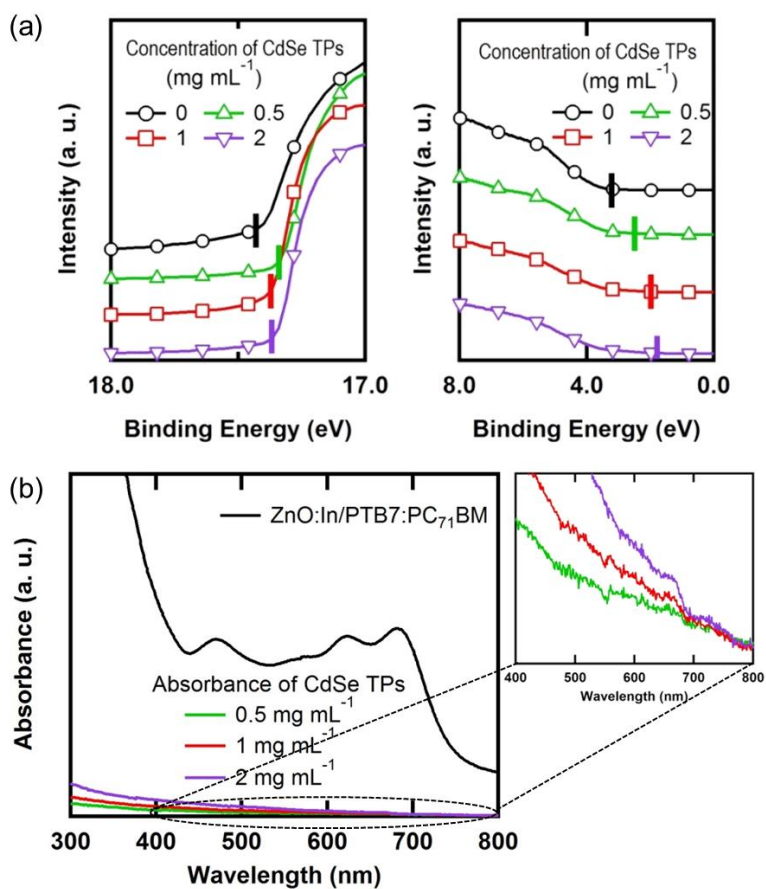 (a)
Concentration of CdSe TPs
(mg mL⁻¹)
0 0.5
1 2
Intensity (a. u.)
18.0 17.0
Binding Energy (eV)
Concentration of CdSe TPs
(mg mL⁻¹)
0 0.5
1 2
Intensity (a. u.)
8.0 4.0 0.0
Binding Energy (eV)
(b)
ZnO:In/PTB7:PC₇₁BM
Absorbance of CdSe TPs
0.5 mg mL⁻¹
1 mg mL⁻¹
2 mg mL⁻¹
Absorbance (a. u.)
300 400 500 600 700 800
Wavelength (nm)
400 500 600 700 800
Wavelength (nm)